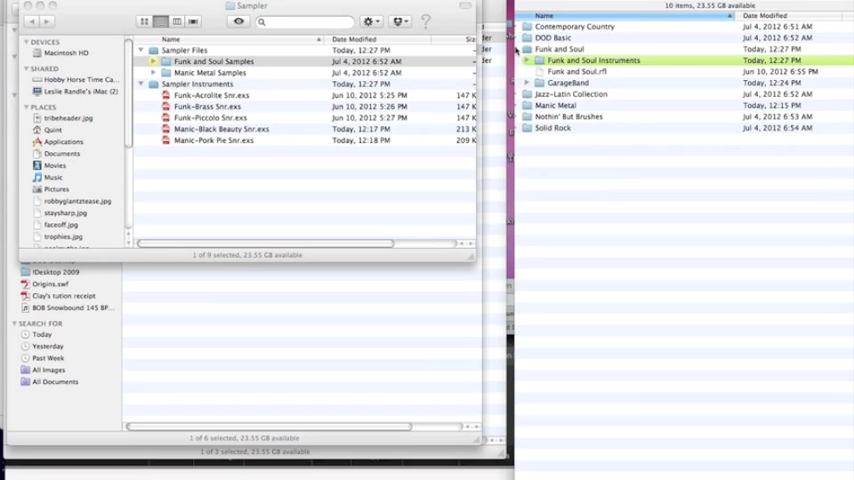 Sampler
Name
Date Modified
Siz
DEVICES
Macintosh HD
SHARED
Hobby Horse Time Ca...
Leslie Randle's iMac (2)
PLACES
tribeheader.jpg
Quint
Applications
Documents
Movies
Music
Pictures
robbyglantztease.jpg
staysharp.jpg
faceoff.jpg
trophies.jpg
Sampler Files Today, 12:27 PM --
Funk and Soul Samples Jul 4, 2012 6:52 AM --
Manic Metal Samples Jul 4, 2012 6:52 AM --
Sampler Instruments Today, 12:27 PM --
Funk-Acrolite Snr.exs Jun 10, 2012 5:25 PM 147 K
Funk-Brass Snr.exs Jun 10, 2012 5:26 PM 147 K
Funk-Piccolo Snr.exs Jun 10, 2012 5:27 PM 147 K
Manic-Black Beauty Snr.exs Today, 12:17 PM 213 K
Manic-Pork Pie Snr.exs Today, 12:18 PM 209 K
1 of 9 selected, 23.55 GB available
!Desktop 2009
Origins.swf
Clay's tution receipt
BOB Snowbound 145 BP...
SEARCH FOR
Today
Yesterday
Past Week
All Images
All Documents
1 of 6 selected, 23.55 GB available
1 of 3 selected, 23.55 GB available
10 items, 23.55 GB available
Name Date Modified
Contemporary Country Jul 4, 2012 6:51 AM
DOD Basic Jul 4, 2012 6:52 AM
Funk and Soul Today, 12:27 PM
Funk and Soul Instruments Today, 12:27 PM
Funk and Soul.rfl Jun 10, 2012 6:55 PM
GarageBand Today, 12:24 PM
Jazz-Latin Collection Jul 4, 2012 6:52 AM
Manic Metal Today, 12:15 PM
Nothin' But Brushes Jul 4, 2012 6:53 AM
Solid Rock Jul 4, 2012 6:54 AM